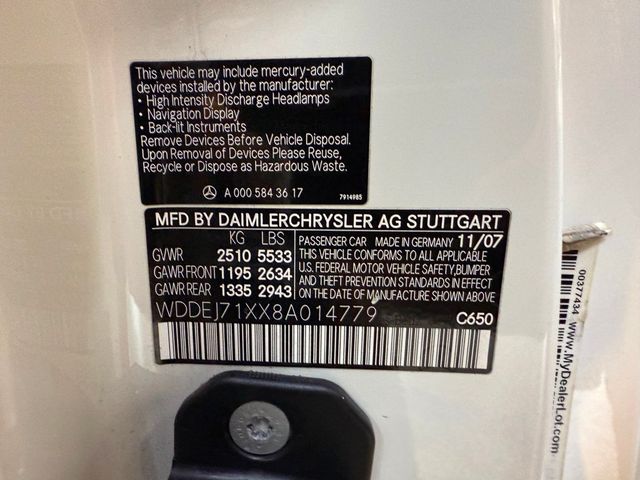 This vehicle may include mercury-added
devices installed by the manufacturer:
• High Intensity Discharge Headlamps
• Navigation Display
• Back-lit Instruments
Remove Devices Before Vehicle Disposal.
Upon Removal of Devices Please Reuse,
Recycle or Dispose as Hazardous Waste.
A 000 584 36 17
7914985
MFD BY DAIMLERCHRYSLER AG STUTTGART
KG LBS
GVWR 2510 5533
GAWR FRONT 1195 2634
GAWR REAR 1335 2943
PASSENGER CAR MADE IN GERMANY 11/07
THIS VEHICLE CONFORMS TO ALL APPLICABLE
U.S. FEDERAL MOTOR VEHICLE SAFETY,BUMPER
AND THEFT PREVENTION STANDARDS IN EFFECT
ON THE DATE OF MANUFACTURE SHOWN ABOVE
WDDEJ71XX8A014779
C650
00377434 www.MyDealerLot.com